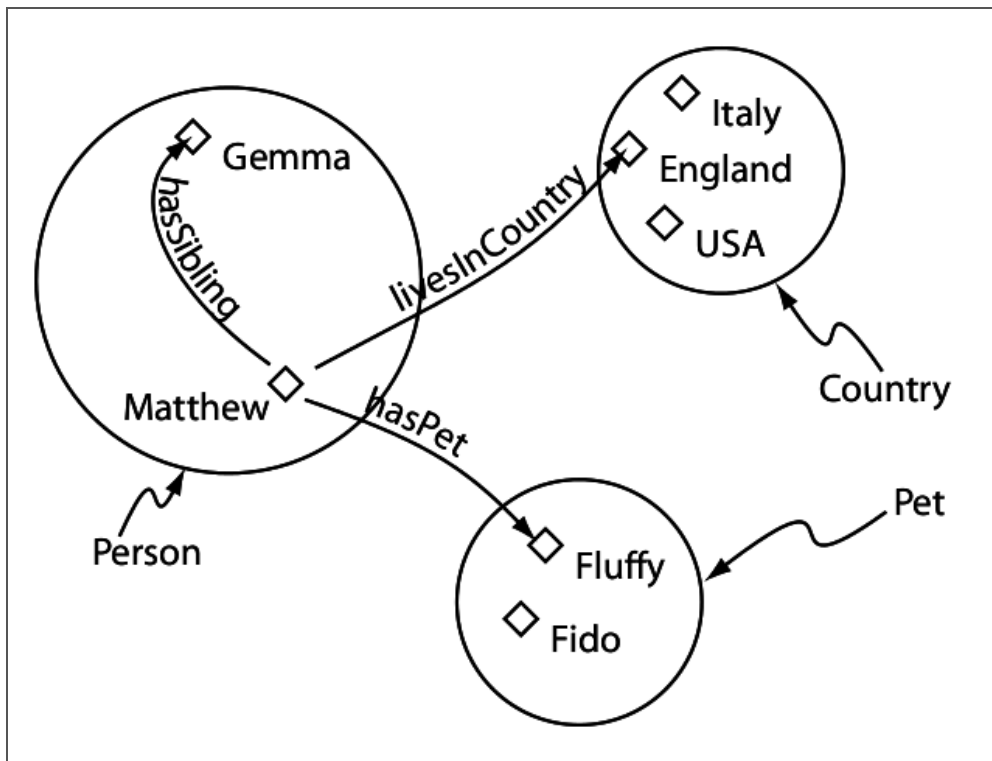 Italy
Gemma
England
hasSibling
livesInCountry
USA
Country
Matthew
hasPet
Pet
Person
Fluffy
Fido